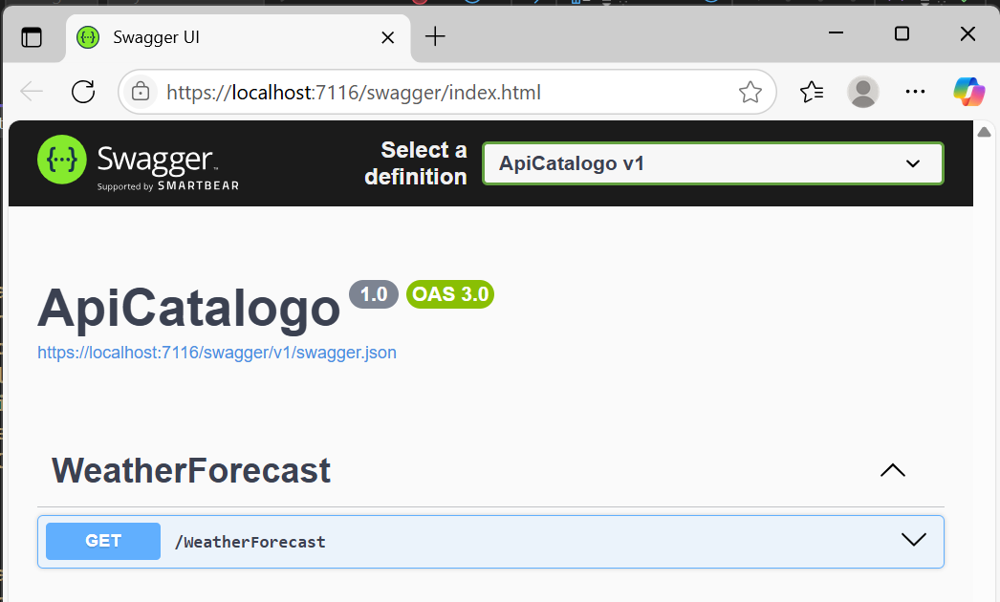 Swagger UI
https://localhost:7116/swagger/index.html
{···} Swagger
Supported by SMARTBEAR
Select a
definition
ApiCatalogo v1
ApiCatalogo 1.0 OAS 3.0
https://localhost:7116/swagger/v1/swagger.json
WeatherForecast
GET /WeatherForecast